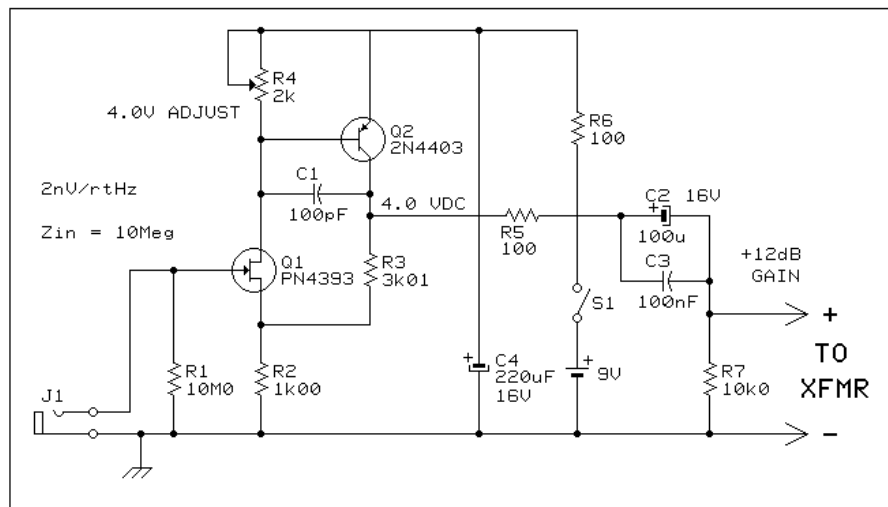 R4
2k
4.0V ADJUST
Q2
2N4403
R6
100
2nV/rtHz
C1
100pF
4.0 VDC
C2
16V
+
100u
Zin = 10Meg
R5
100
+12dB
GAIN
Q1
PN4393
R3
3k01
C3
100nF
S1
+
TO
XFMR
-
R1
10M0
R2
1k00
+
C4
220uF
16V
+
9V
R7
10k0
J1